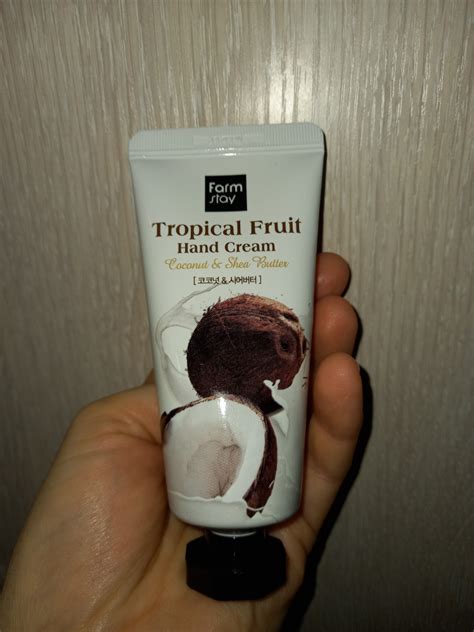 Farm
stay
Tropical Fruit
Hand Cream
Coconut & Shea Butter
[ 코코넛 & 시어버터 ]